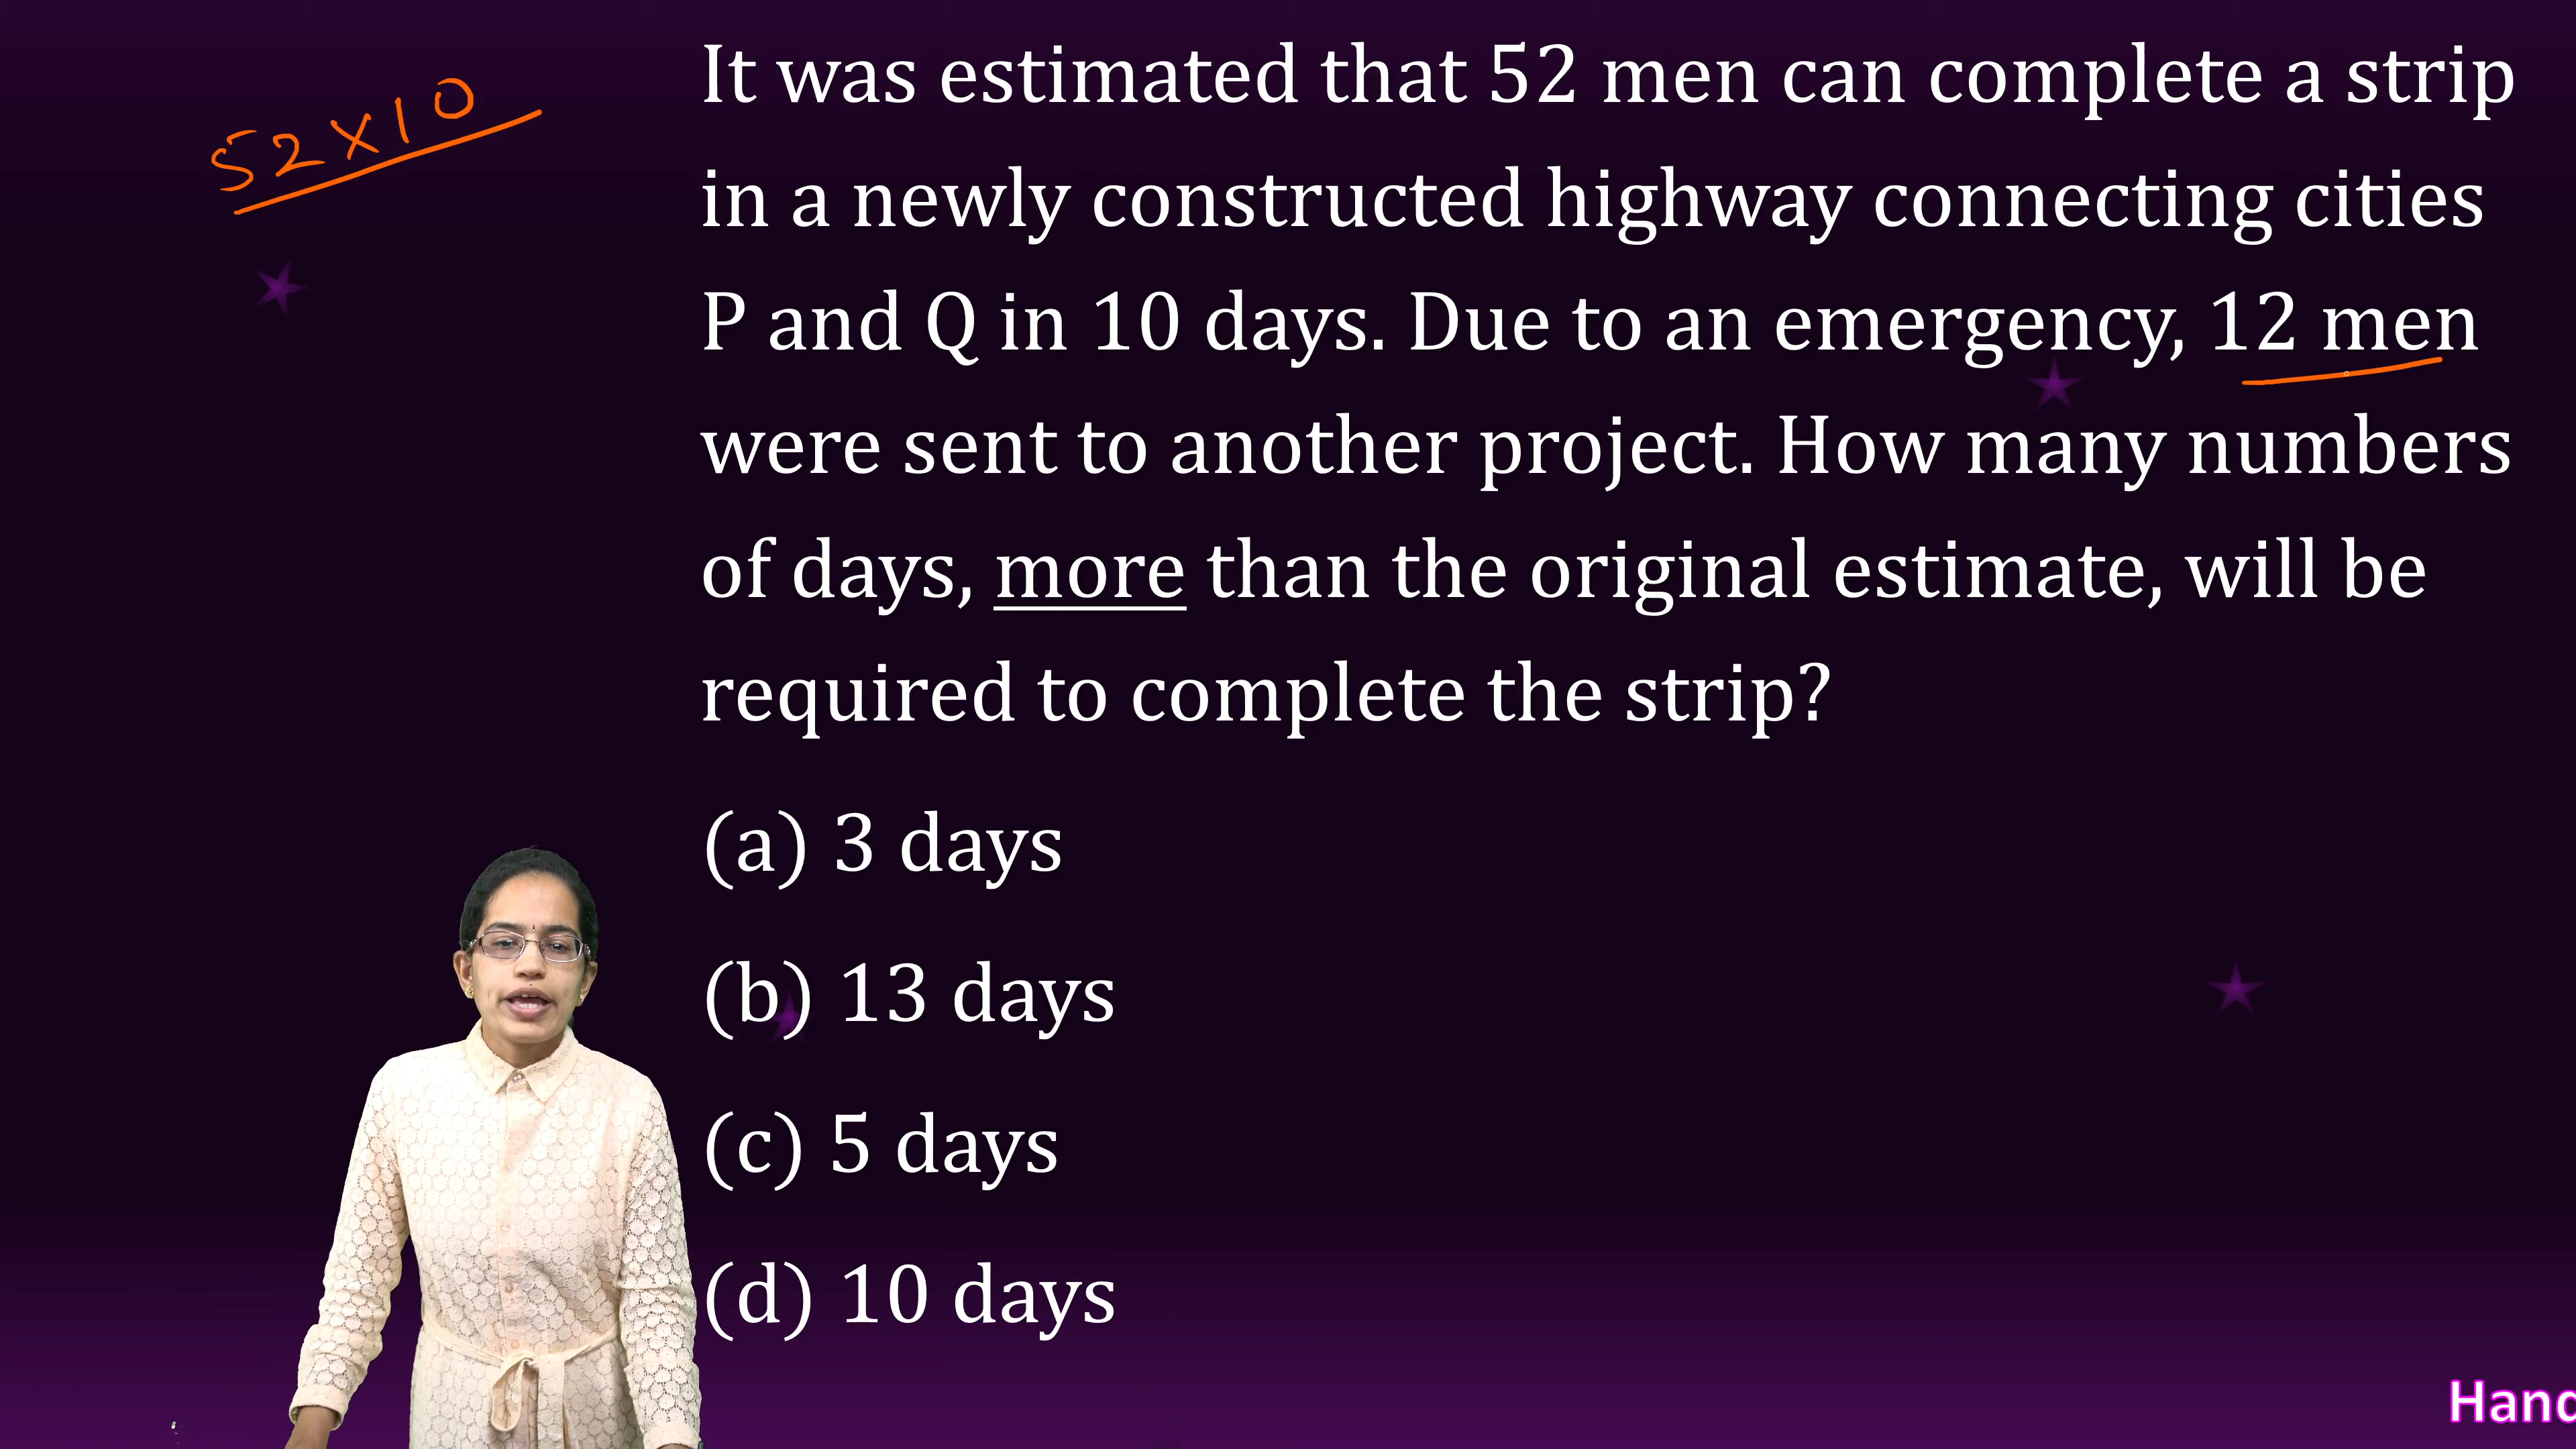 52×10
It was estimated that 52 men can complete a strip
in a newly constructed highway connecting cities
P and Q in 10 days. Due to an emergency, 12 men
were sent to another project. How many numbers
of days, more than the original estimate, will be
required to complete the strip?
(a) 3 days
(b) 13 days
(c) 5 days
(d) 10 days
Hand